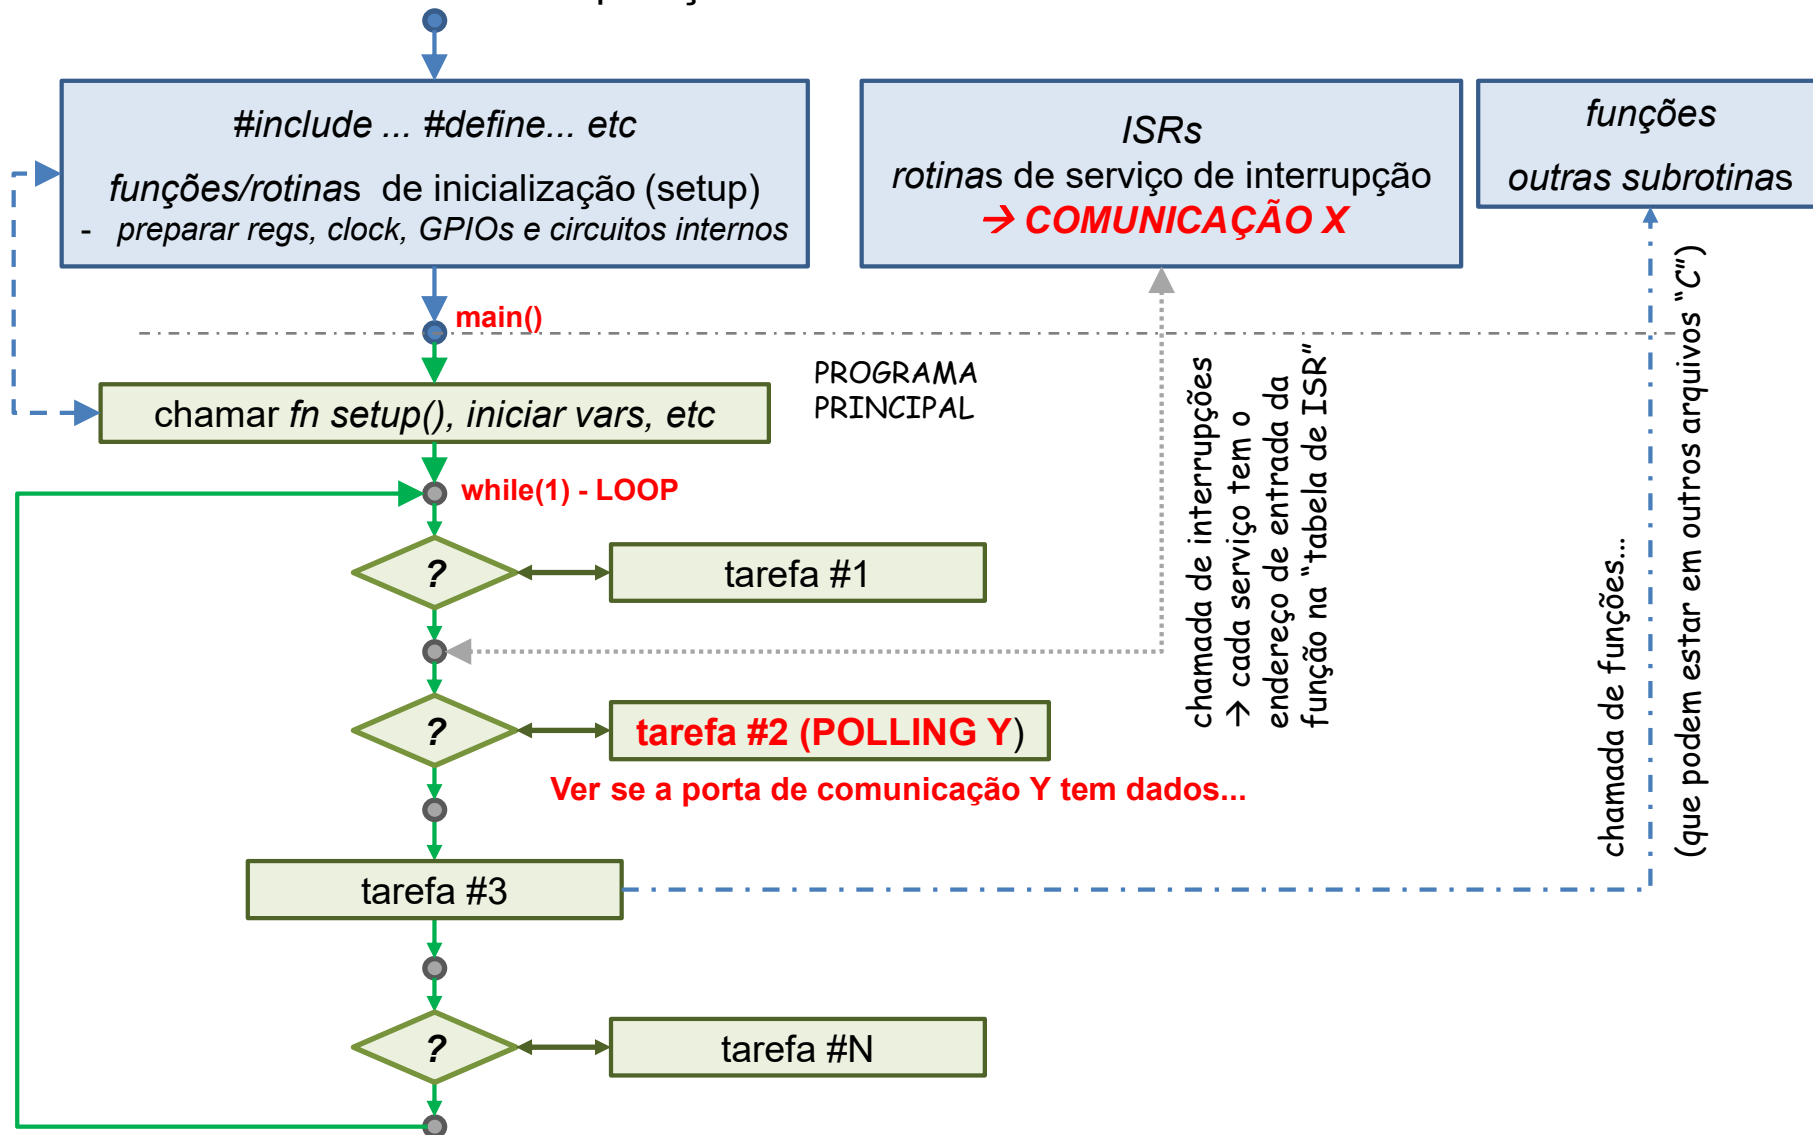 #include ... #define... etc
funções/rotinas de inicialização (setup)
- preparar regs, clock, GPIOs e circuitos internos
ISRs
rotinas de serviço de interrupção
→ COMUNICAÇÃO X
funções
outras subrotinas
main()
PROGRAMA
PRINCIPAL
chamar fn setup(), iniciar vars, etc
while(1) - LOOP
?
tarefa #1
?
tarefa #2 (POLLING Y)
Ver se a porta de comunicação Y tem dados...
tarefa #3
?
tarefa #N
chamada de interrupções
→ cada serviço tem o
endereço de entrada da
função na “tabela de ISR”
chamada de funções...
(que podem estar em outros arquivos “C”)